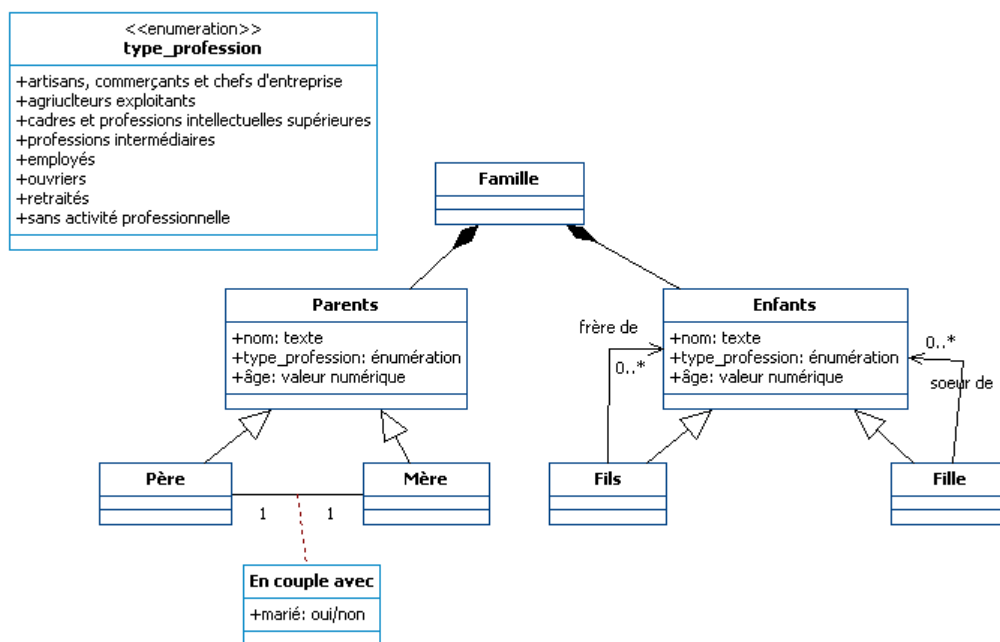 <<enumeration>>
type_profession
+artisans, commerçants et chefs d'entreprise
+agriuclteurs exploitants
+cadres et professions intellectuelles supérieures
+professions intermédiaires
+employés
+ouvriers
+retraités
+sans activité professionnelle
Famille
Parents
+nom: texte
+type_profession: énumération
+âge: valeur numérique
Enfants
+nom: texte
+type_profession: énumération
+âge: valeur numérique
frère de
0..*
0..*
soeur de
Père
Mère
1
1
Fils
Fille
En couple avec
+marié: oui/non